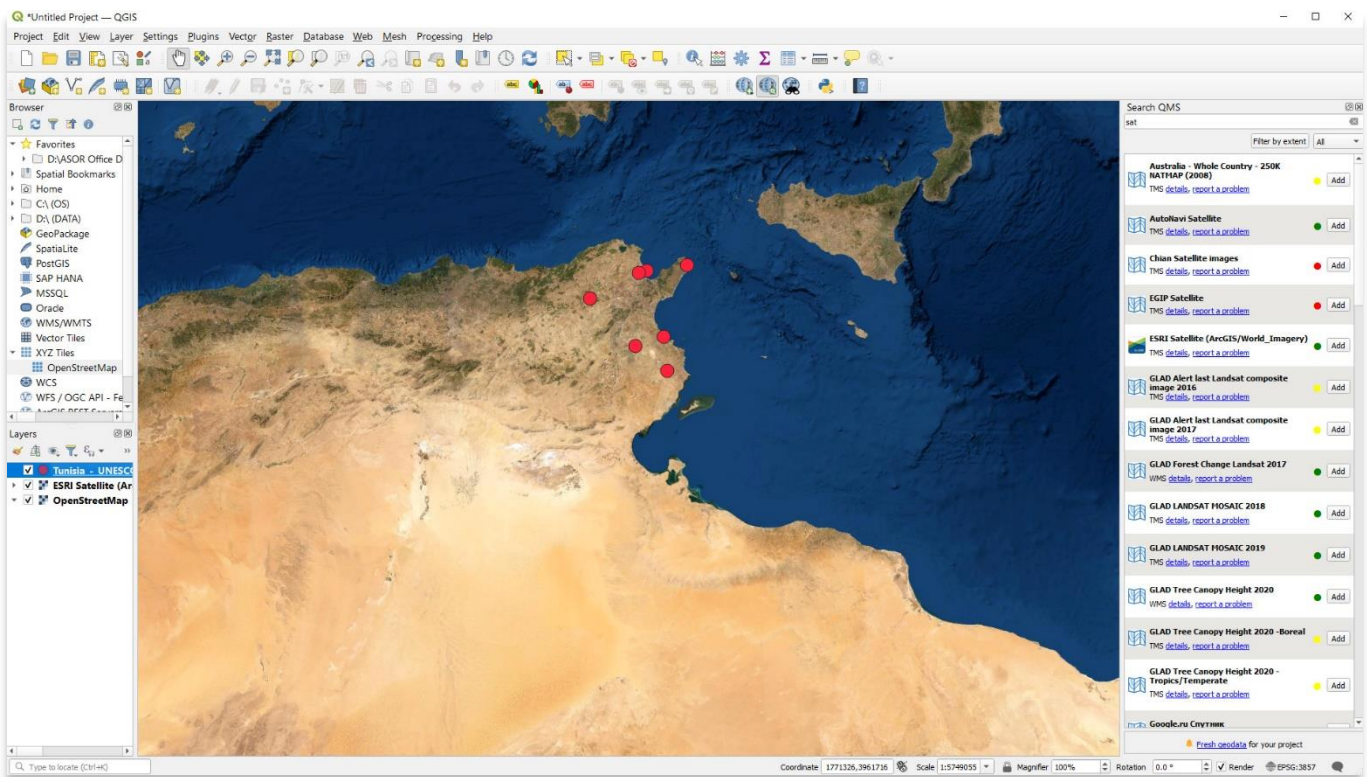 *Untitled Project — QGIS
Project Edit View Layer Settings Plugins Vector Raster Database Web Mesh Processing Help
Browser
Favorites
D:\ASOR Office D
Spatial Bookmarks
Home
C:\ (OS)
D:\ (DATA)
GeoPackage
SpatiaLite
PostGIS
SAP HANA
MSSQL
Oracle
WMS/WMTS
Vector Tiles
XYZ Tiles
OpenStreetMap
WCS
WFS / OGC API - Fe
Layers
Tunisia - UNESCO
ESRI Satellite (Ar
OpenStreetMap
Search QMS
sat
Filter by extent All
Australia - Whole Country - 250K
NATMAP (2008)
TMS details, report a problem
Add
AutoNavi Satellite
TMS details, report a problem
Add
Chian Satellite images
TMS details, report a problem
Add
EGIP Satellite
TMS details, report a problem
Add
ESRI Satellite (ArcGIS/World_Imagery)
TMS details, report a problem
Add
GLAD Alert last Landsat composite
image 2016
TMS details, report a problem
Add
GLAD Alert last Landsat composite
image 2017
TMS details, report a problem
Add
GLAD Forest Change Landsat 2017
WMS details, report a problem
Add
GLAD LANDSAT MOSAIC 2018
TMS details, report a problem
Add
GLAD LANDSAT MOSAIC 2019
TMS details, report a problem
Add
GLAD Tree Canopy Height 2020
WMS details, report a problem
Add
GLAD Tree Canopy Height 2020 -Boreal
TMS details, report a problem
Add
GLAD Tree Canopy Height 2020 -
Tropics/Temperate
TMS details, report a problem
Add
Google.ru Спутник
Fresh geodata for your project
Type to locate (Ctrl+K)
Coordinate 1771326,3961716 Scale 1:5749055 Magnifier 100% Rotation 0.0 ° Render EPSG:3857